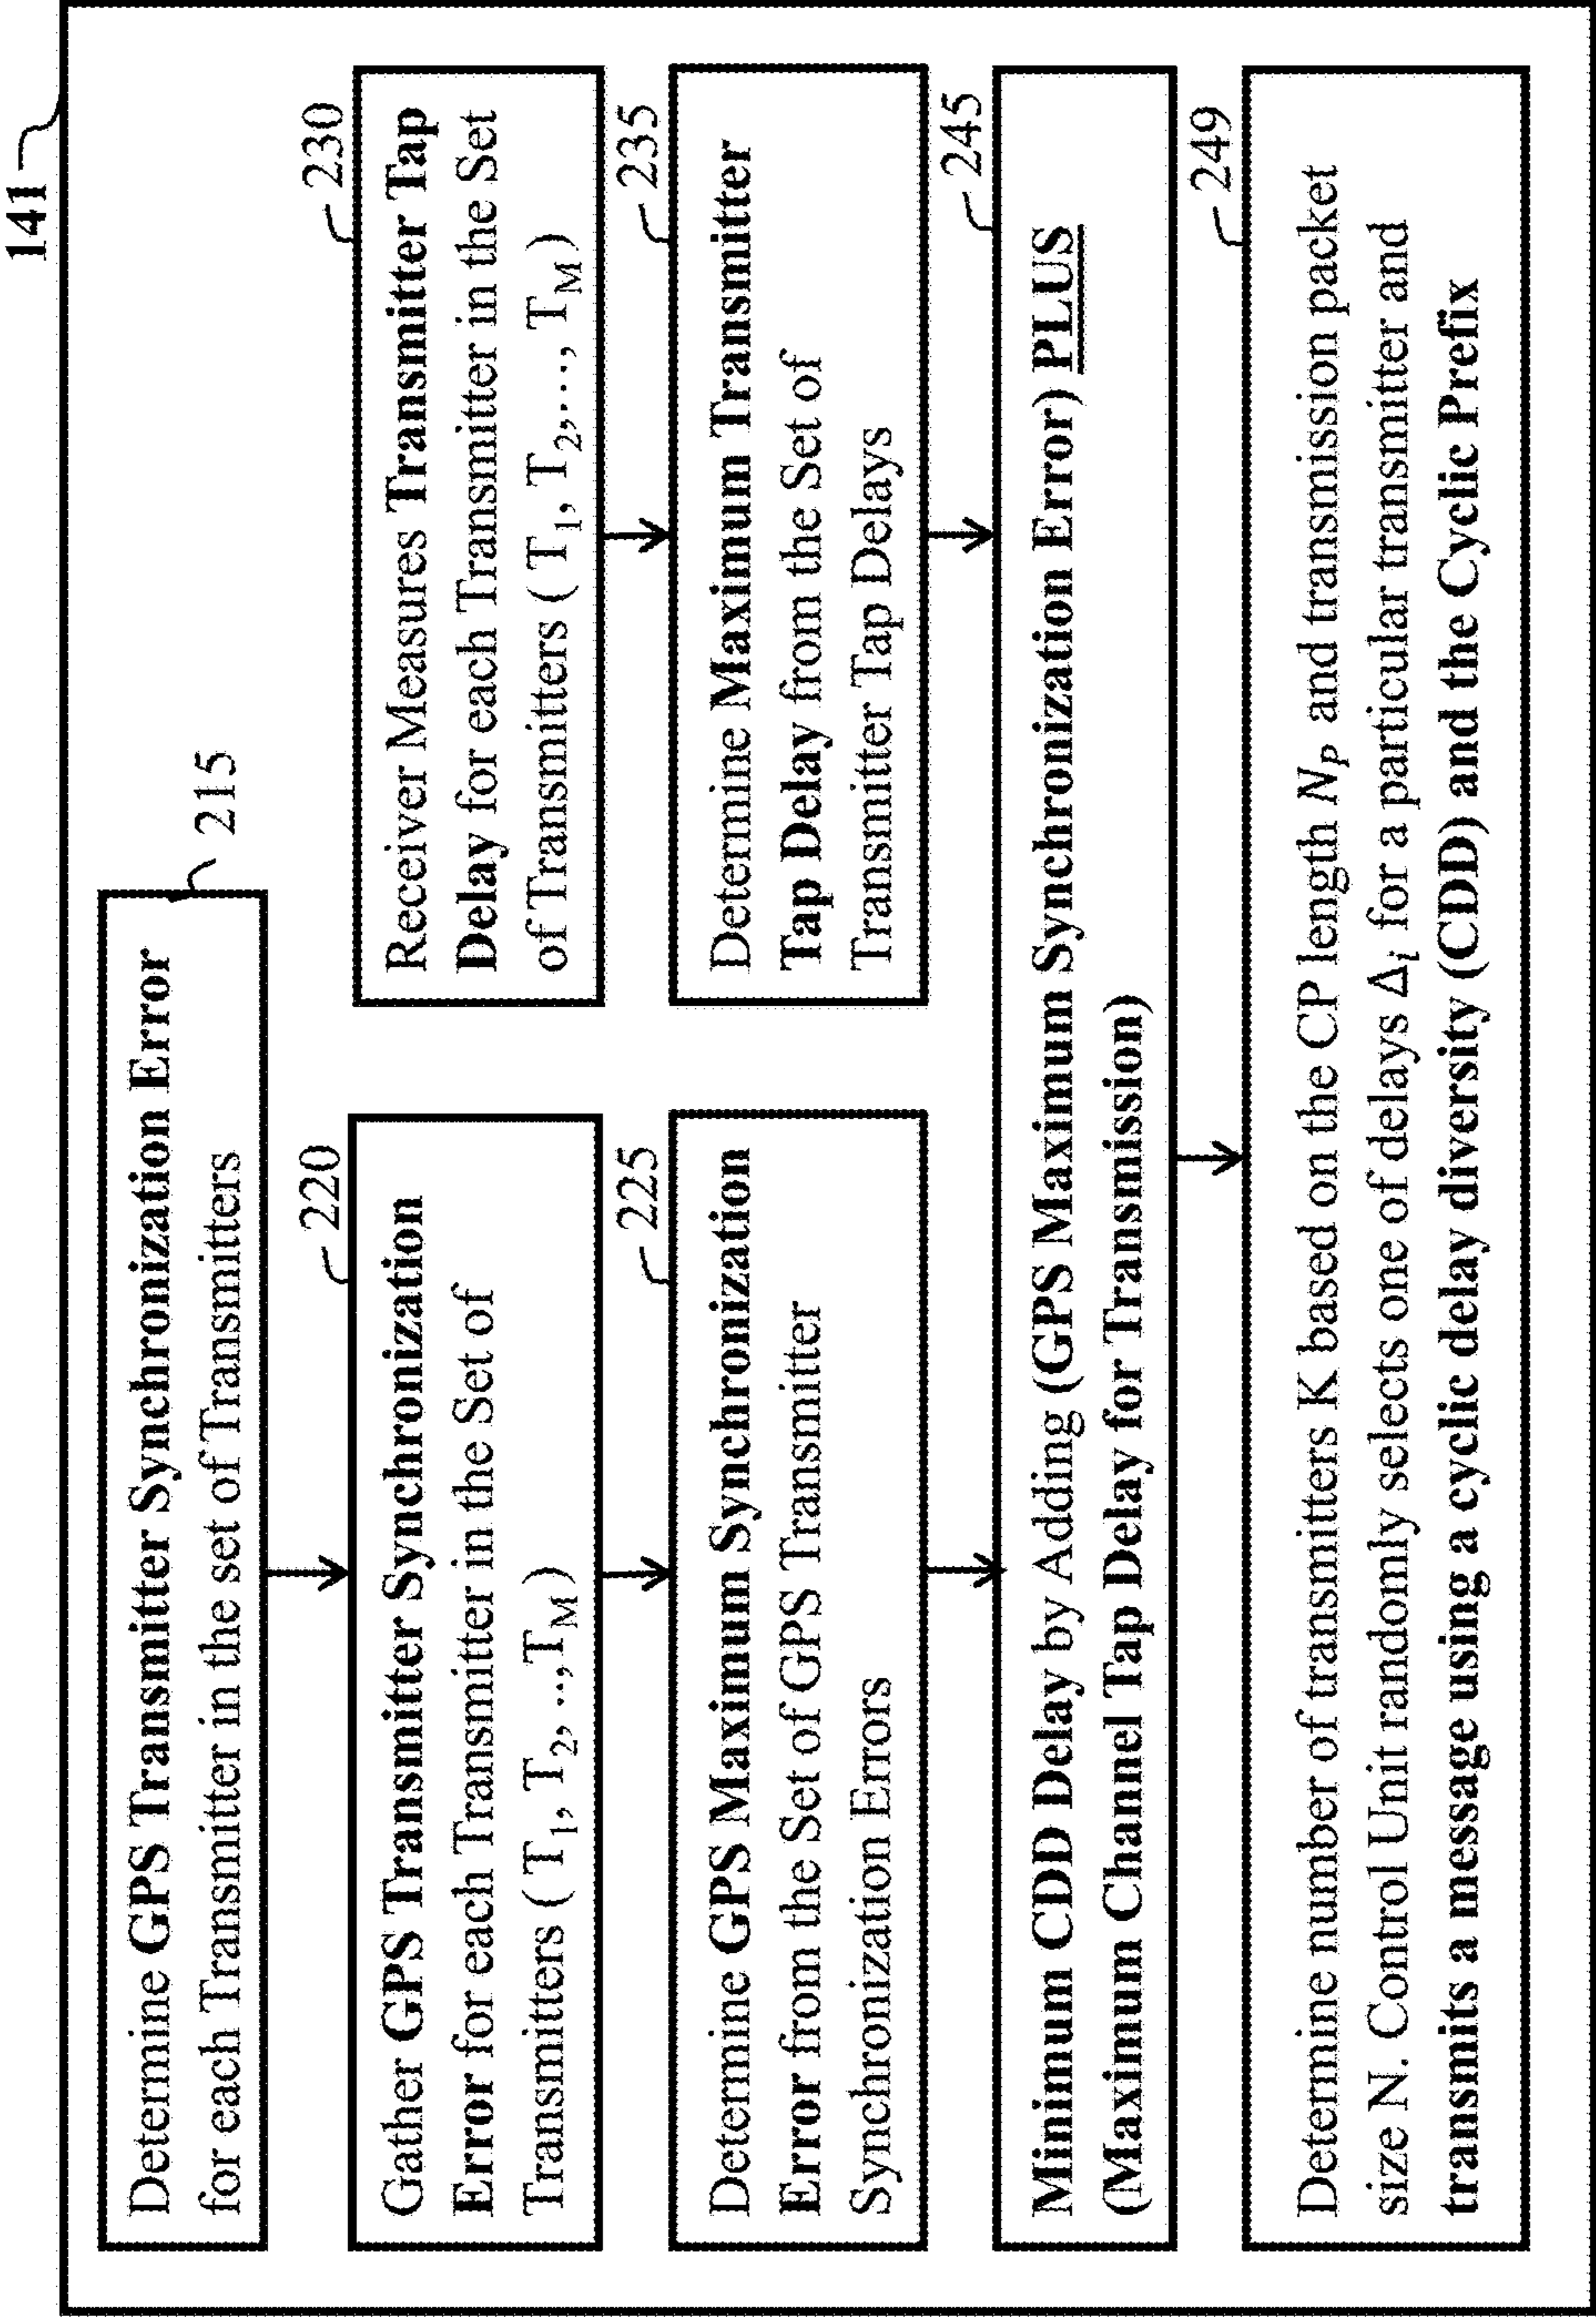 141
Determine GPS Transmitter Synchronization Error
for each Transmitter in the set of Transmitters
215
220
Gather GPS Transmitter Synchronization
Error for each Transmitter in the Set of
Transmitters ( T₁, T₂, ..,T_M )
230
Receiver Measures Transmitter Tap
Delay for each Transmitter in the Set
of Transmitters ( T₁, T₂,..., T_M )
225
Determine GPS Maximum Synchronization
Error from the Set of GPS Transmitter
Synchronization Errors
235
Determine Maximum Transmitter
Tap Delay from the Set of
Transmitter Tap Delays
245
Minimum CDD Delay by Adding (GPS Maximum Synchronization Error) PLUS
(Maximum Channel Tap Delay for Transmission)
249
Determine number of transmitters K based on the CP length N_P and transmission packet
size N. Control Unit randomly selects one of delays Δ_i for a particular transmitter and
transmits a message using a cyclic delay diversity (CDD) and the Cyclic Prefix